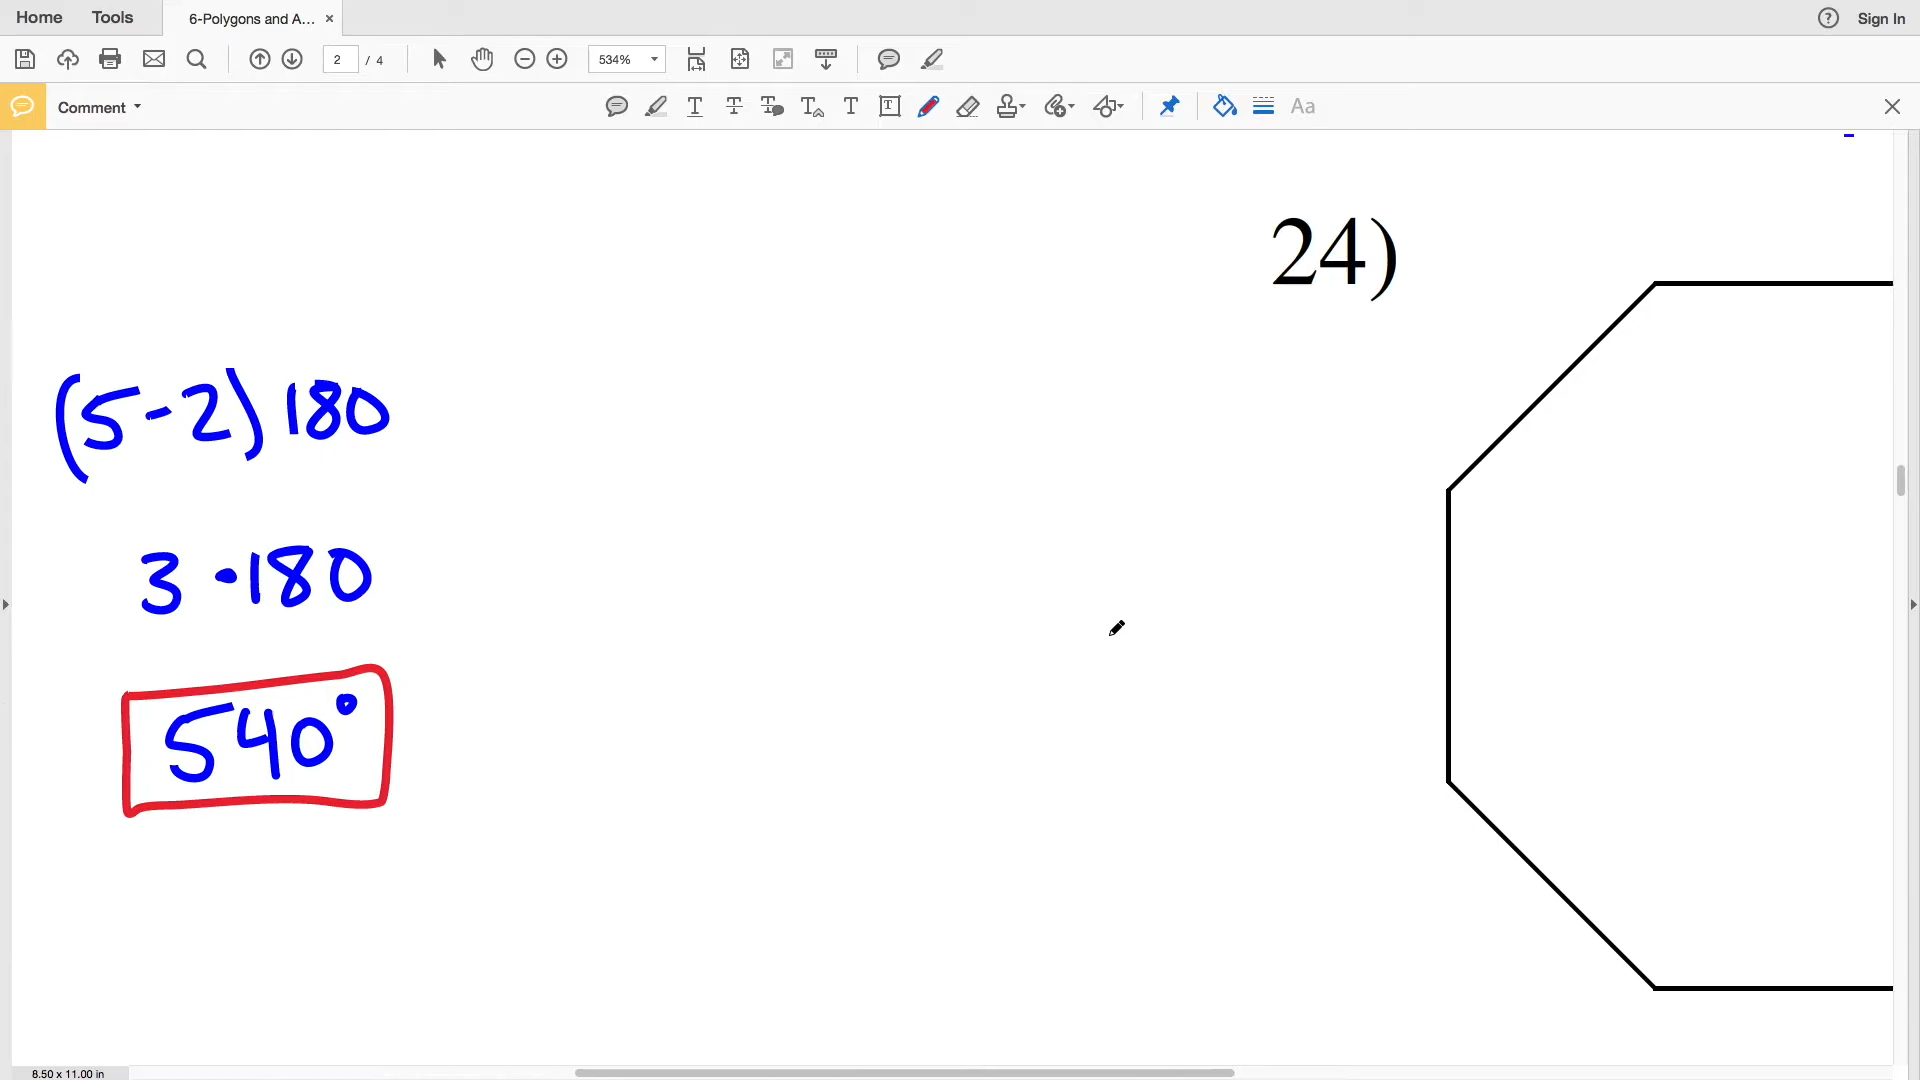 Home Tools 6-Polygons and A... × Sign In
2 / 4 534%
Comment Aa
24)
(5-2) 180
3 · 180
540°
8.50 x 11.00 in